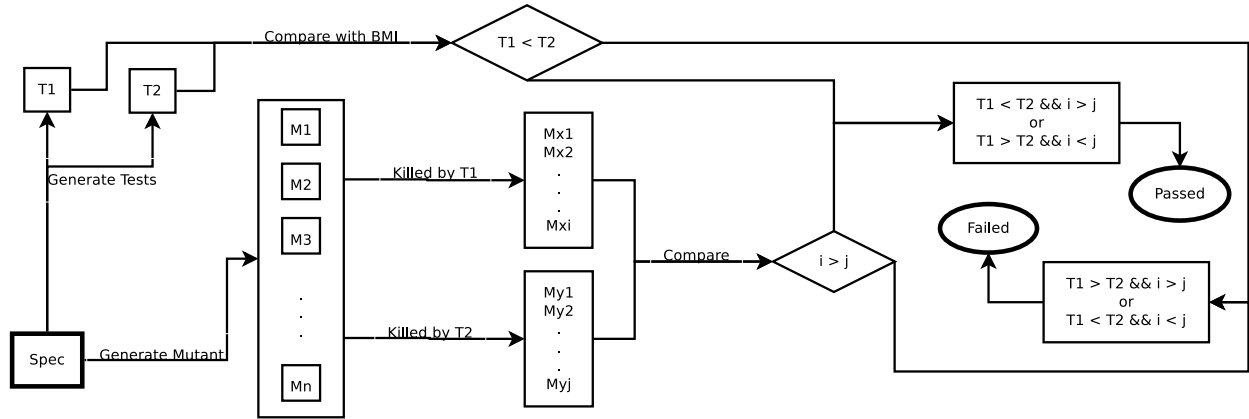 Compare with BMI
T1 < T2
T1
T2
Generate Tests
Spec
Generate Mutant
M1
M2
M3
.
.
.
Mn
Killed by T1
Killed by T2
Mx1
Mx2
.
.
.
Mxi
My1
My2
.
.
.
Myj
Compare
i > j
T1 < T2 && i > j
or
T1 > T2 && i < j
Passed
Failed
T1 > T2 && i > j
or
T1 < T2 && i < j